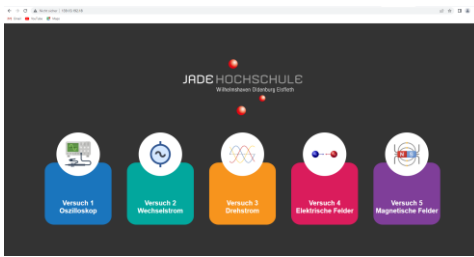 JADE HOCHSCHULE
Wilhelmshaven Oldenburg Elsfleth
Versuch 1
Oszilloskop
Versuch 2
Wechselstrom
Versuch 3
Drehstrom
Versuch 4
Elektrische Felder
Versuch 5
Magnetische Felder
N S